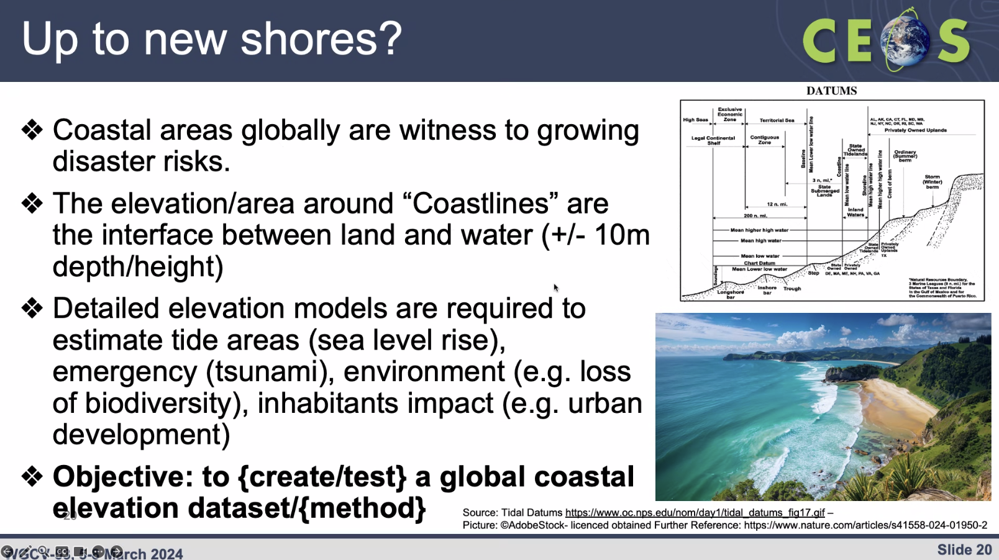 Up to new shores?
CEOS
❖ Coastal areas globally are witness to growing
disaster risks.
❖ The elevation/area around “Coastlines” are
the interface between land and water (+/- 10m
depth/height)
❖ Detailed elevation models are required to
estimate tide areas (sea level rise),
emergency (tsunami), environment (e.g. loss
of biodiversity), inhabitants impact (e.g. urban
development)
❖ Objective: to {create/test} a global coastal
elevation dataset/{method}
20
DATUMS
High Seas
Exclusive
Economic
Zone
Territorial Sea
Legal Continental
Shelf
Contiguous
Zone
Baseline
Mean Lower low water line
AL, AK, CA, CT, FL, MD, MS,
NJ, NY, NC, OR, RI, SC, WA
Privately Owned Uplands
State
Owned
Tidelands
Ordinary
(Summer)
berm
Coastline
Mean low water line
Shoreline
Mean high water line
Mean higher high water line
Crest of berm
Storm
(Winter)
berm
3 n. mi.*
State
Submerged
Lands
12 n. mi.
Inland
Waters
200 n. mi.
Mean higher high water
Mean high water
Mean low water
Chart Datum
Mean Lower low water
Soundings
State
Owned
Tidelands
Privately
Owned
Uplands
TX
State
Owned
Privately
Owned
DE, MA, ME, NH, PA, VA, GA
Step
Longshore
bar
Inshore
bar
Trough
*Natural Resources Boundary.
3 Marine Leagues (9 n. mi.) for the
States of Texas and Florida
in the Gulf of Mexico and for
the Commonwealth of Puerto Rico.
Source: Tidal Datums https://www.oc.nps.edu/nom/day1/tidal_datums_fig17.gif –
Picture: ©AdobeStock- licenced obtained Further Reference: https://www.nature.com/articles/s41558-024-01950-2
March 2024
Slide 20